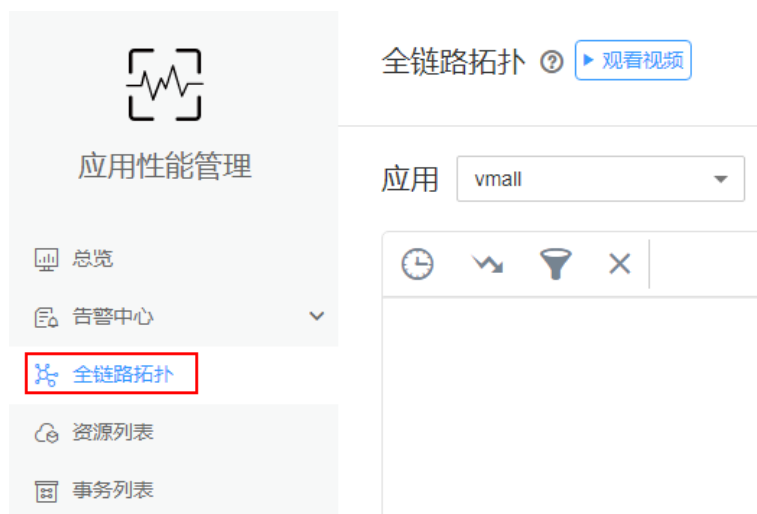 应用性能管理
总览
告警中心
全链路拓扑
资源列表
事务列表
全链路拓扑 ? 观看视频
应用 vmall